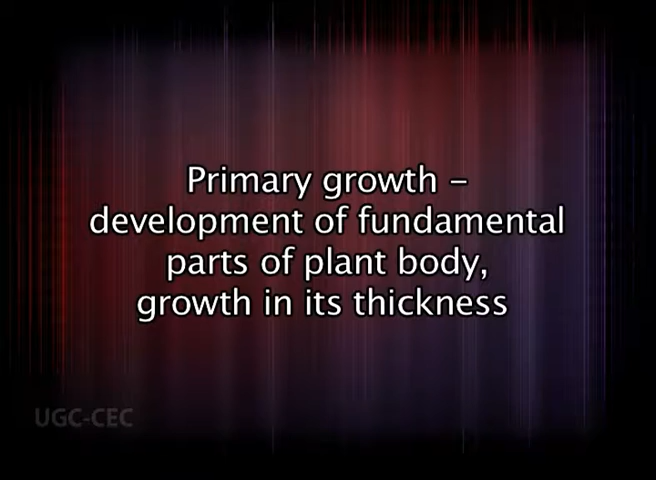 Primary growth –
development of fundamental
parts of plant body,
growth in its thickness
UGC-CEC